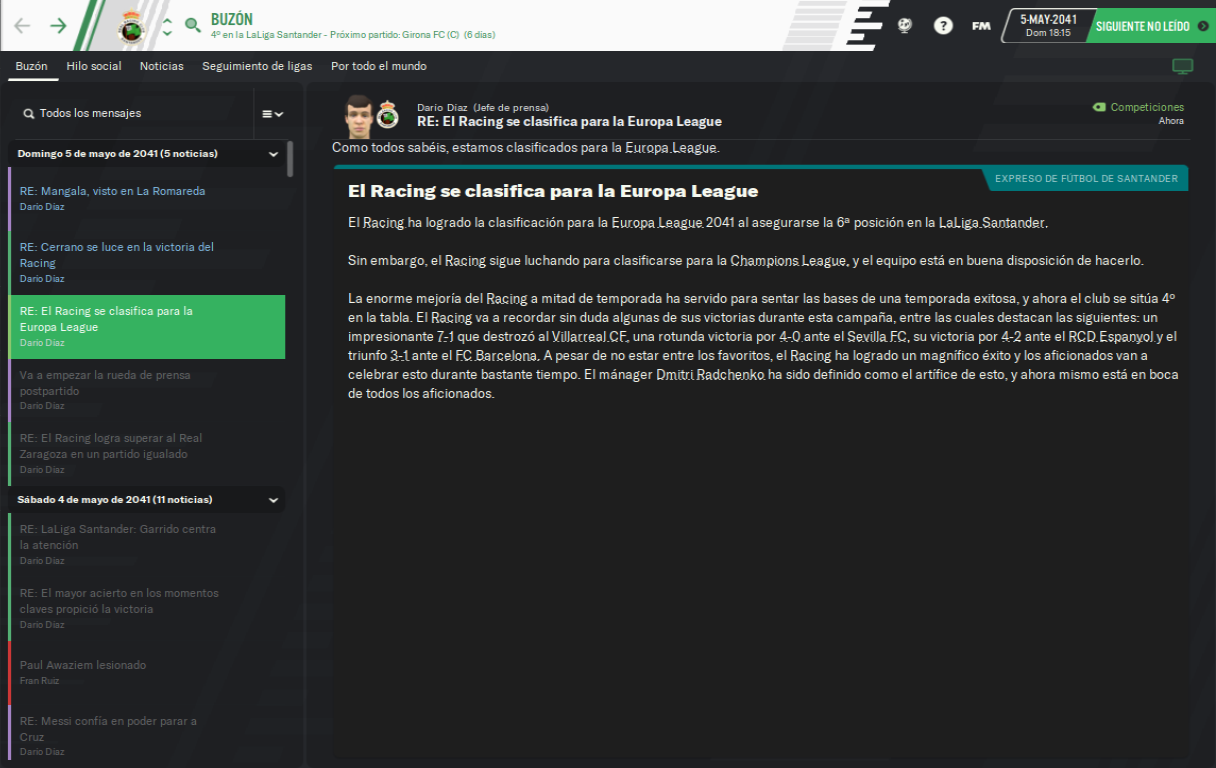 BUZÓN
4º en la LaLiga Santander - Próximo partido: Girona FC (C) (6 días)
?
FM
5-MAY-2041
Dom 18:15
SIGUIENTE NO LEÍDO
Buzón
Hilo social
Noticias
Seguimiento de ligas
Por todo el mundo
Todos los mensajes
Domingo 5 de mayo de 2041 (5 noticias)
RE: Mangala, visto en La Romareda
Darío Díaz
RE: Cerrano se luce en la victoria del
Racing
Darío Díaz
RE: El Racing se clasifica para la
Europa League
Darío Díaz
Va a empezar la rueda de prensa
postpartido
Darío Díaz
RE: El Racing logra superar al Real
Zaragoza en un partido igualado
Darío Díaz
Sábado 4 de mayo de 2041 (11 noticias)
RE: LaLiga Santander: Garrido centra
la atención
Darío Díaz
RE: El mayor acierto en los momentos
claves propició la victoria
Darío Díaz
Paul Awaziem lesionado
Fran Ruiz
RE: Messi confía en poder parar a
Cruz
Darío Díaz
Darío Díaz (Jefe de prensa)
RE: El Racing se clasifica para la Europa League
Competiciones
Ahora
Como todos sabéis, estamos clasificados para la Europa League.
EXPRESO DE FÚTBOL DE SANTANDER
El Racing se clasifica para la Europa League
El Racing ha logrado la clasificación para la Europa League 2041 al asegurarse la 6ª posición en la LaLiga Santander.
Sin embargo, el Racing sigue luchando para clasificarse para la Champions League, y el equipo está en buena disposición de hacerlo.
La enorme mejoría del Racing a mitad de temporada ha servido para sentar las bases de una temporada exitosa, y ahora el club se sitúa 4º
en la tabla. El Racing va a recordar sin duda algunas de sus victorias durante esta campaña, entre las cuales destacan las siguientes: un
impresionante 7-1 que destrozó al Villarreal CF, una rotunda victoria por 4-0 ante el Sevilla FC, su victoria por 4-2 ante el RCD Espanyol y el
triunfo 3-1 ante el FC Barcelona. A pesar de no estar entre los favoritos, el Racing ha logrado un magnífico éxito y los aficionados van a
celebrar esto durante bastante tiempo. El mánager Dmitri Radchenko ha sido definido como el artífice de esto, y ahora mismo está en boca
de todos los aficionados.